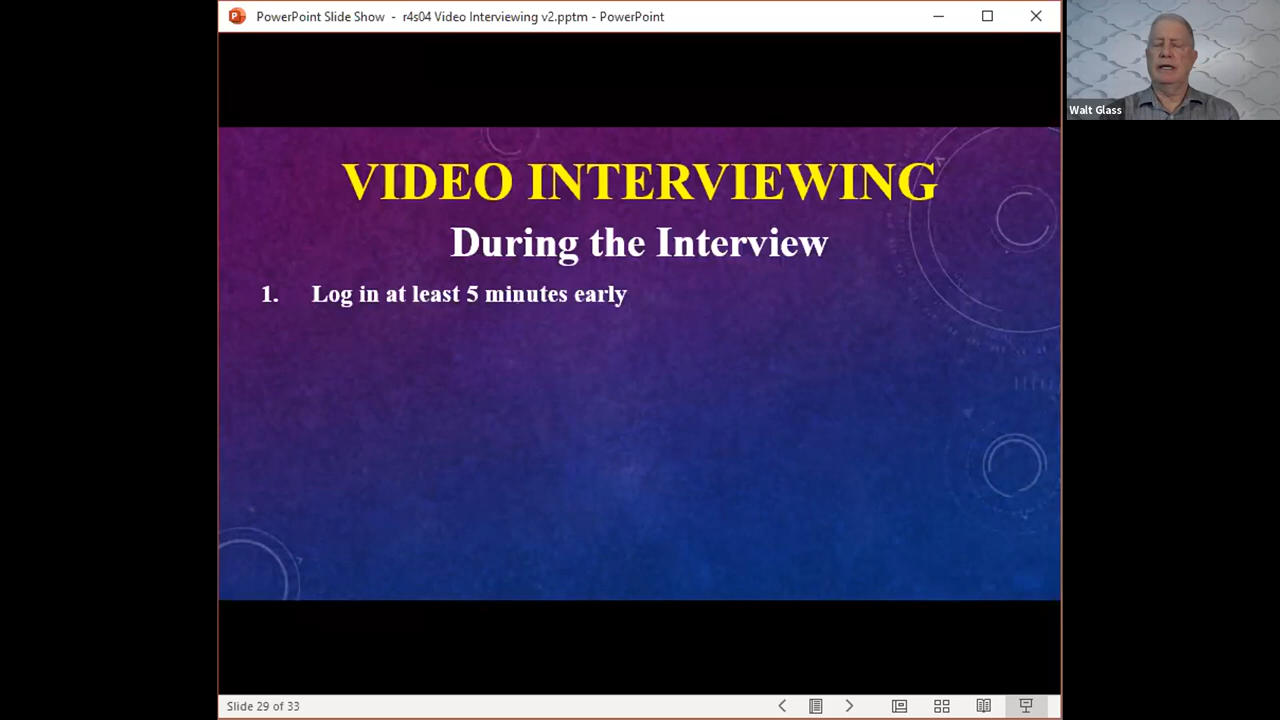 PowerPoint Slide Show - r4s04 Video Interviewing v2.pptm - PowerPoint
Walt Glass
VIDEO INTERVIEWING
During the Interview
1. Log in at least 5 minutes early
Slide 29 of 33